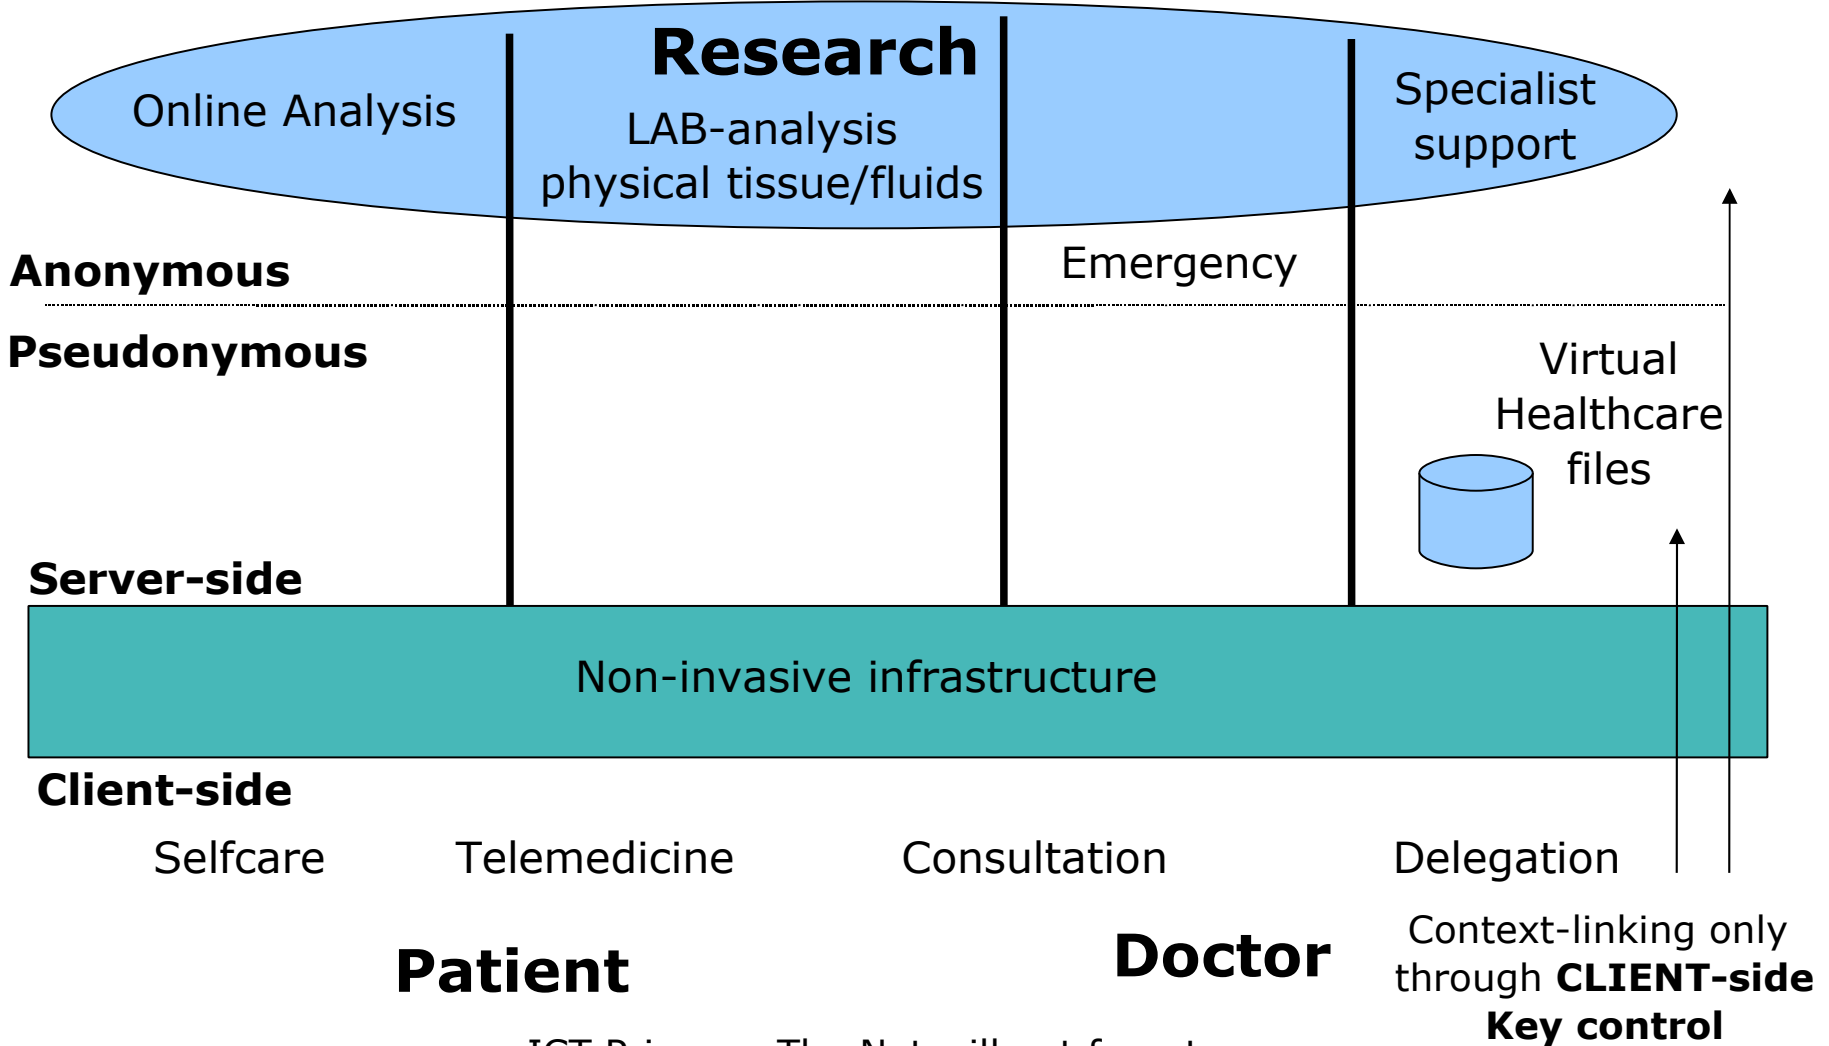 Research
Online Analysis
LAB-analysis
physical tissue/fluids
Specialist
support
Anonymous
Emergency
Pseudonymous
Virtual
Healthcare
files
Server-side
Non-invasive infrastructure
Client-side
Selfcare
Telemedicine
Consultation
Delegation
Patient
Doctor
Context-linking only
through CLIENT-side
Key control